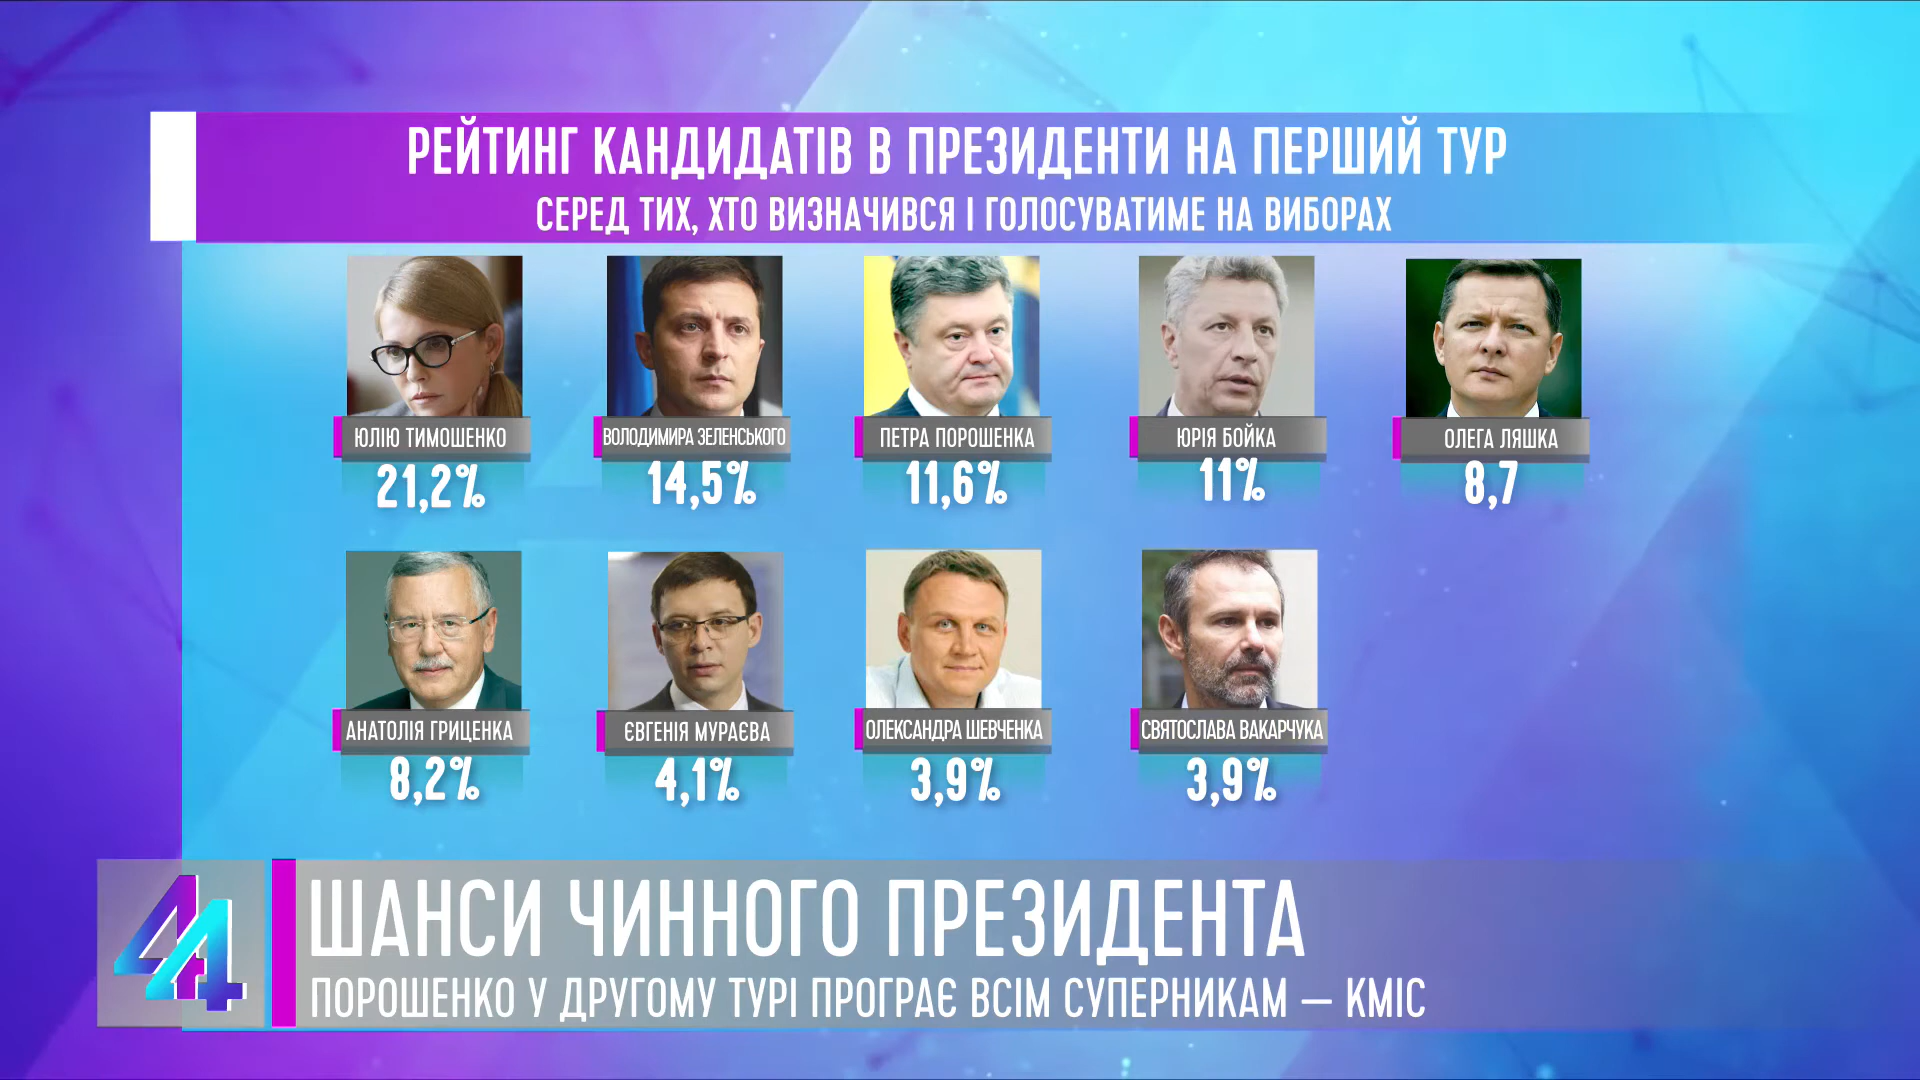 РЕЙТИНГ КАНДИДАТІВ В ПРЕЗИДЕНТИ НА ПЕРШИЙ ТУР
СЕРЕД ТИХ, ХТО ВИЗНАЧИВСЯ І ГОЛОСУВАТИМЕ НА ВИБОРАХ
ЮЛІЮ ТИМОШЕНКО
21,2%
ВОЛОДИМИРА ЗЕЛЕНСЬКОГО
14,5%
ПЕТРА ПОРОШЕНКА
11,6%
ЮРІЯ БОЙКА
11%
ОЛЕГА ЛЯШКА
8,7
АНАТОЛІЯ ГРИЦЕНКА
8,2%
ЄВГЕНІЯ МУРАЄВА
4,1%
ОЛЕКСАНДРА ШЕВЧЕНКА
3,9%
СВЯТОСЛАВА ВАКАРЧУКА
3,9%
44
ШАНСИ ЧИННОГО ПРЕЗИДЕНТА
ПОРОШЕНКО У ДРУГОМУ ТУРІ ПРОГРАЄ ВСІМ СУПЕРНИКАМ — КМІС